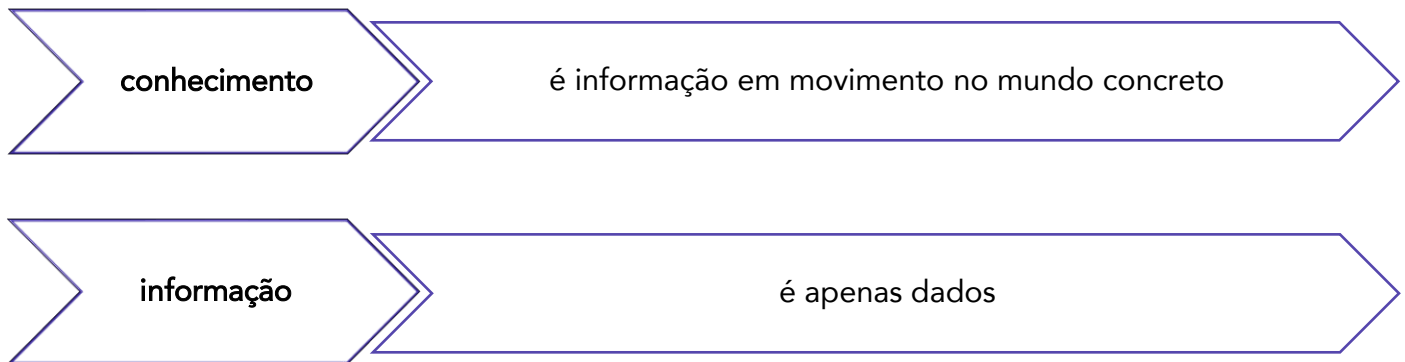 conhecimento
é informação em movimento no mundo concreto
informação
é apenas dados